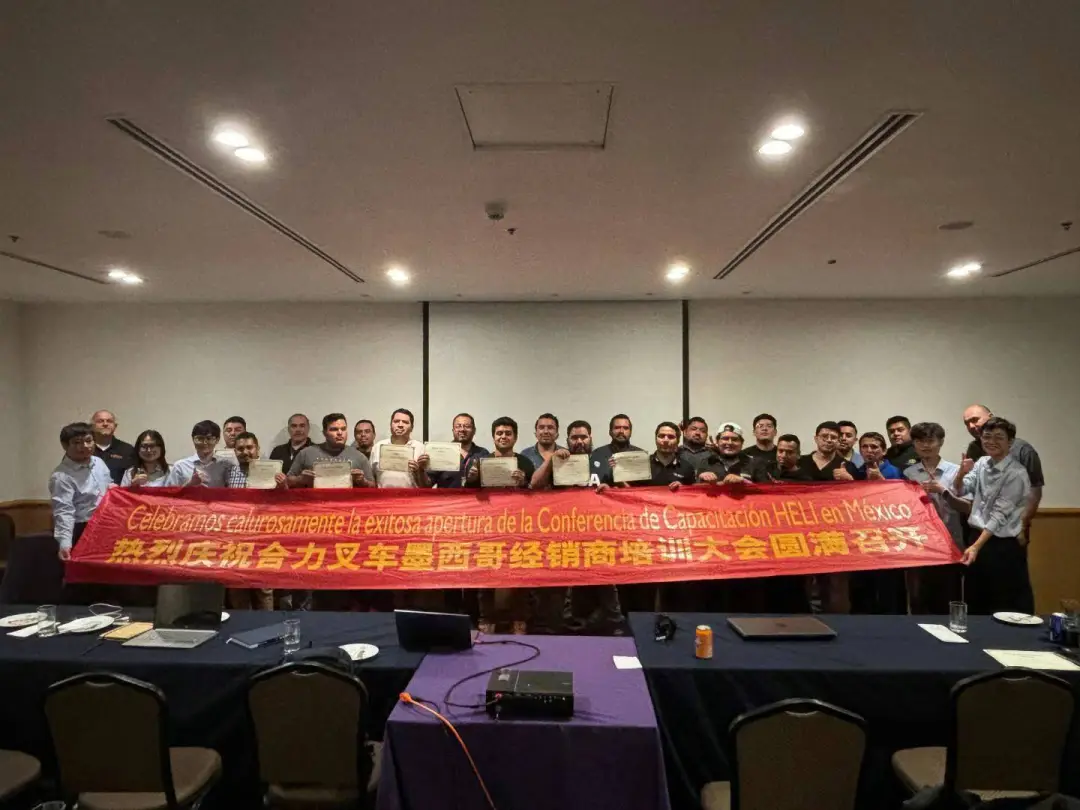 Celebramos calurosamente la exitosa apertura de la Conferencia de Capacitación HELI en México
热烈庆祝合力叉车墨西哥经销商培训大会圆满召开